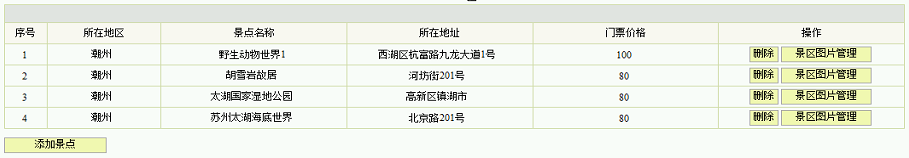 序号 所在地区 景点名称 所在地址 门票价格 操作
1 潮州 野生动物世界1 西湖区杭富路九龙大道1号 100 删除 景区图片管理
2 潮州 胡雪岩故居 河坊街201号 80 删除 景区图片管理
3 潮州 太湖国家湿地公园 高新区镇湖市 80 删除 景区图片管理
4 潮州 苏州太湖海底世界 北京路201号 80 删除 景区图片管理
添加景点